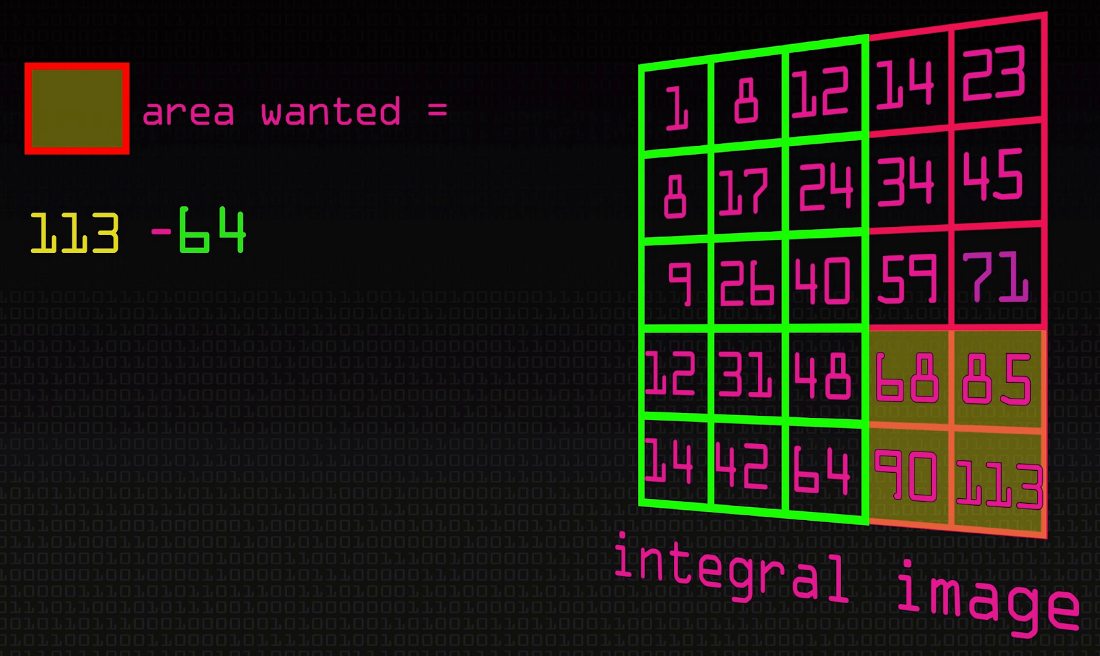 area wanted =
113 -64
1 8 12 14 23
8 17 24 34 45
9 26 40 59 71
12 31 48 68 85
14 42 64 90 113
integral image